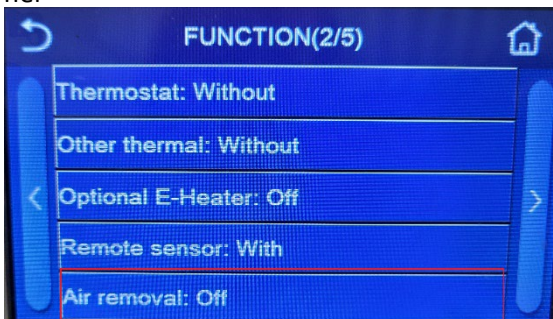 FUNCTION(2/5)
Thermostat: Without
Other thermal: Without
Optional E-Heater: Off
Remote sensor: With
Air removal: Off